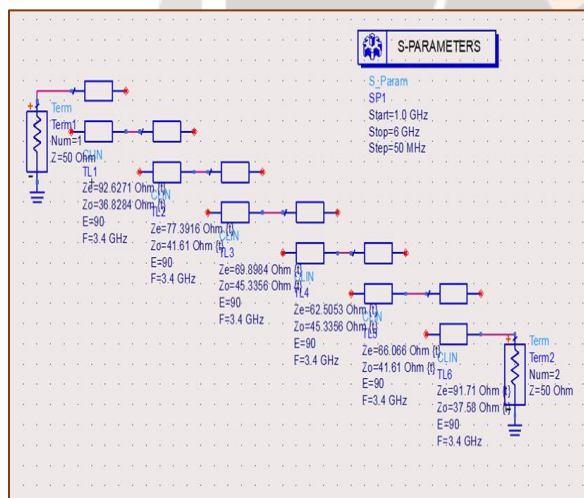 S-PARAMETERS
S_Param
SP1
Start=1.0 GHz
Stop=6 GHz
Step=50 MHz
Term
Term1
Num=1
Z=50 Ohm
CLIN
TL1
Ze=92.6271 Ohm {t}
Zo=36.8284 Ohm {t}
E=90
F=3.4 GHz
CLIN
TL2
Ze=77.3916 Ohm {t}
Zo=41.61 Ohm {t}
E=90
F=3.4 GHz
CLIN
TL3
Ze=69.8984 Ohm {t}
Zo=45.3356 Ohm {t}
E=90
F=3.4 GHz
CLIN
TL4
Ze=62.5053 Ohm {t}
Zo=45.3356 Ohm {t}
E=90
F=3.4 GHz
CLIN
TL5
Ze=66.066 Ohm {t}
Zo=41.61 Ohm {t}
E=90
F=3.4 GHz
CLIN
TL6
Ze=91.71 Ohm {t}
Zo=37.58 Ohm {t}
E=90
F=3.4 GHz
Term
Term2
Num=2
Z=50 Ohm